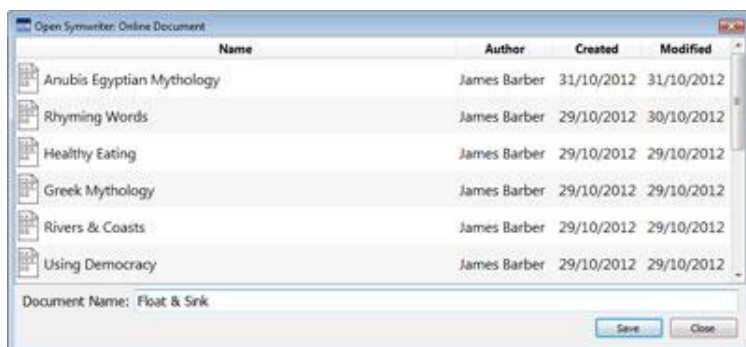 Open Symwriter: Online Document
Name Author Created Modified
Anubis Egyptian Mythology James Barber 31/10/2012 31/10/2012
Rhyming Words James Barber 29/10/2012 30/10/2012
Healthy Eating James Barber 29/10/2012 29/10/2012
Greek Mythology James Barber 29/10/2012 29/10/2012
Rivers & Coasts James Barber 29/10/2012 29/10/2012
Using Democracy James Barber 29/10/2012 29/10/2012
Document Name: Float & Sink
Save Close